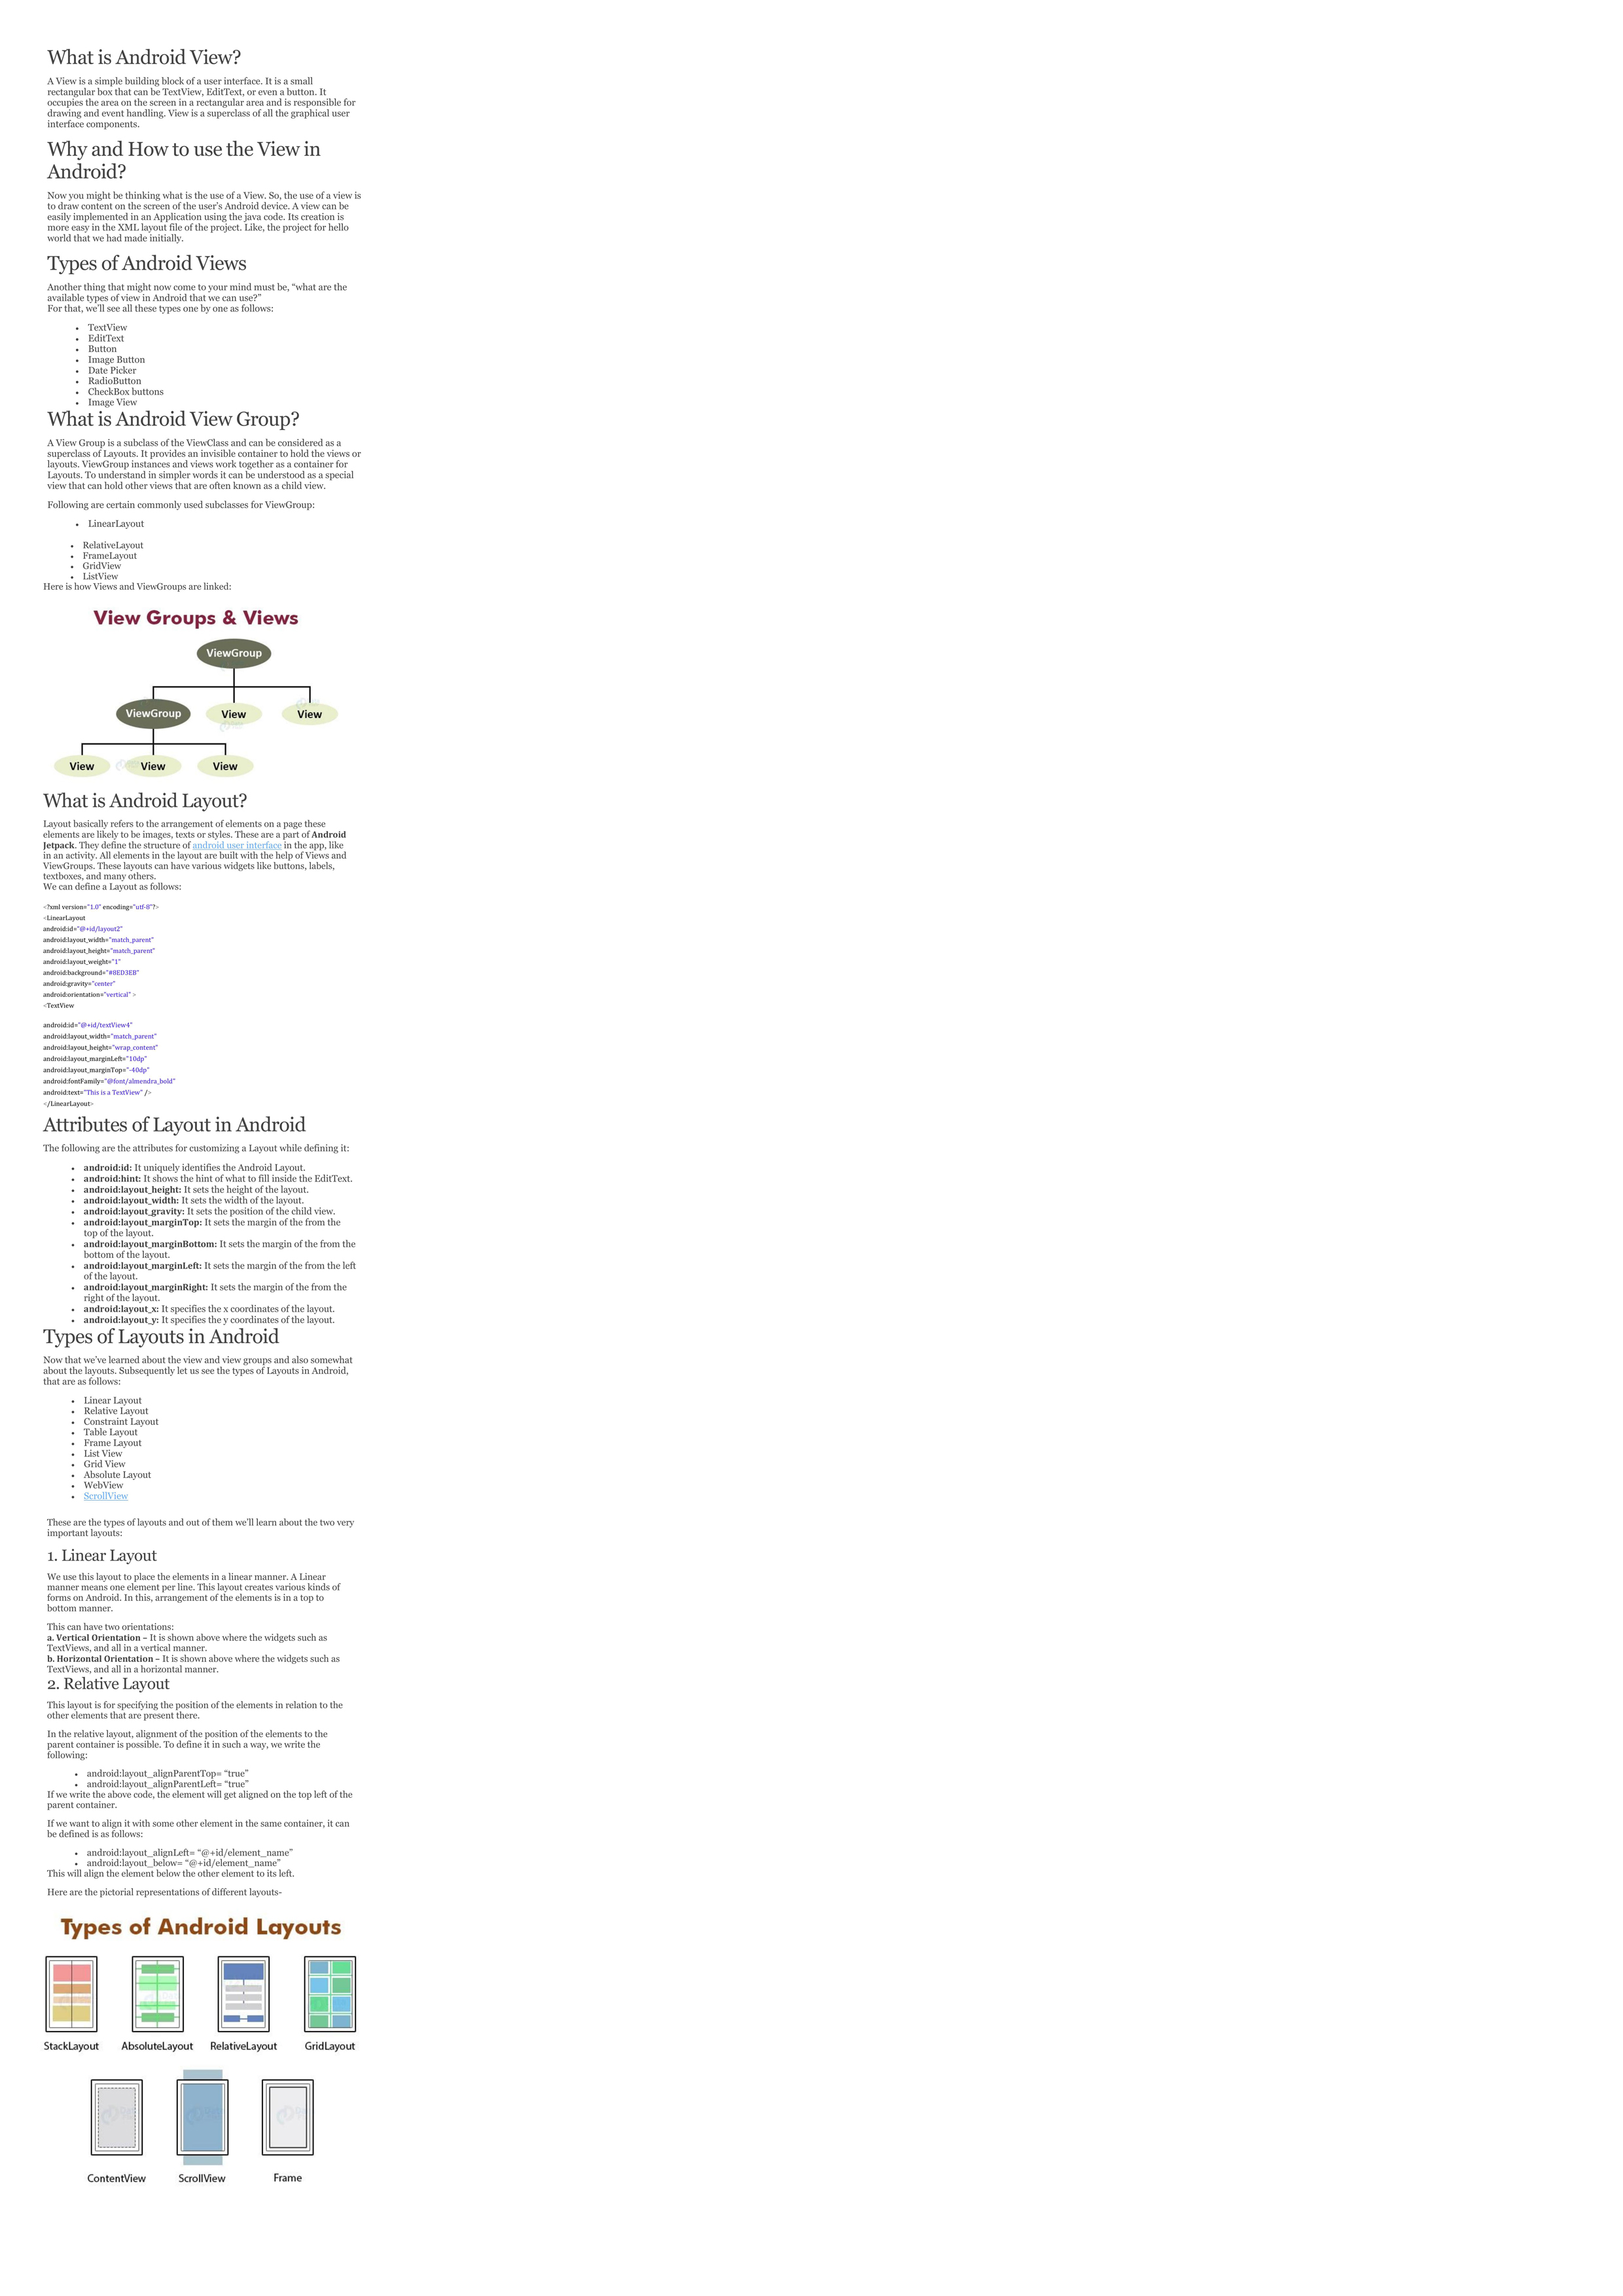 What is Android View?
A View is a simple building block of a user interface. It is a small
rectangular box that can be TextView, EditText, or even a button. It
occupies the area on the screen in a rectangular area and is responsible for
drawing and event handling. View is a superclass of all the graphical user
interface components.
Why and How to use the View in
Android?
Now you might be thinking what is the use of a View. So, the use of a view is
to draw content on the screen of the user's Android device. A view can be
easily implemented in an Application using the java code. Its creation is
more easy in the XML layout file of the project. Like, the project for hello
world that we had made initially.
Types of Android Views
Another thing that might now come to your mind must be, “what are the
available types of view in Android that we can use?”
For that, we'll see all these types one by one as follows:
• TextView
• EditText
• Button
• Image Button
• Date Picker
• RadioButton
• CheckBox buttons
• Image View
What is Android View Group?
A View Group is a subclass of the ViewClass and can be considered as a
superclass of Layouts. It provides an invisible container to hold the views or
layouts. ViewGroup instances and views work together as a container for
Layouts. To understand in simpler words it can be understood as a special
view that can hold other views that are often known as a child view.
Following are certain commonly used subclasses for ViewGroup:
• LinearLayout
• RelativeLayout
• FrameLayout
• GridView
• ListView
Here is how Views and ViewGroups are linked:
View Groups & Views
ViewGroup
ViewGroup View View
View View View
What is Android Layout?
Layout basically refers to the arrangement of elements on a page these
elements are likely to be images, texts or styles. These are a part of Android
Jetpack. They define the structure of android user interface in the app, like
in an activity. All elements in the layout are built with the help of Views and
ViewGroups. These layouts can have various widgets like buttons, labels,
textboxes, and many others.
We can define a Layout as follows:
<?xml version="1.0" encoding="utf-8"?>
<LinearLayout
android:id="@+id/layout2"
android:layout_width="match_parent"
android:layout_height="match_parent"
android:layout_weight="1"
android:background="#8ED3EB"
android:gravity="center"
android:orientation="vertical" >
<TextView
android:id="@+id/textView4"
android:layout_width="match_parent"
android:layout_height="wrap_content"
android:layout_marginLeft="10dp"
android:layout_marginTop="-40dp"
android:fontFamily="@font/almendra_bold"
android:text="This is a TextView" />
</LinearLayout>
Attributes of Layout in Android
The following are the attributes for customizing a Layout while defining it:
• android:id: It uniquely identifies the Android Layout.
• android:hint: It shows the hint of what to fill inside the EditText.
• android:layout_height: It sets the height of the layout.
• android:layout_width: It sets the width of the layout.
• android:layout_gravity: It sets the position of the child view.
• android:layout_marginTop: It sets the margin of the from the
top of the layout.
• android:layout_marginBottom: It sets the margin of the from the
bottom of the layout.
• android:layout_marginLeft: It sets the margin of the from the left
of the layout.
• android:layout_marginRight: It sets the margin of the from the
right of the layout.
• android:layout_x: It specifies the x coordinates of the layout.
• android:layout_y: It specifies the y coordinates of the layout.
Types of Layouts in Android
Now that we've learned about the view and view groups and also somewhat
about the layouts. Subsequently let us see the types of Layouts in Android,
that are as follows:
• Linear Layout
• Relative Layout
• Constraint Layout
• Table Layout
• Frame Layout
• List View
• Grid View
• Absolute Layout
• WebView
• ScrollView
These are the types of layouts and out of them we'll learn about the two very
important layouts:
1. Linear Layout
We use this layout to place the elements in a linear manner. A Linear
manner means one element per line. This layout creates various kinds of
forms on Android. In this, arrangement of the elements is in a top to
bottom manner.
This can have two orientations:
a. Vertical Orientation – It is shown above where the widgets such as
TextViews, and all in a vertical manner.
b. Horizontal Orientation – It is shown above where the widgets such as
TextViews, and all in a horizontal manner.
2. Relative Layout
This layout is for specifying the position of the elements in relation to the
other elements that are present there.
In the relative layout, alignment of the position of the elements to the
parent container is possible. To define it in such a way, we write the
following:
• android:layout_alignParentTop= “true”
• android:layout_alignParentLeft= “true”
If we write the above code, the element will get aligned on the top left of the
parent container.
If we want to align it with some other element in the same container, it can
be defined is as follows:
• android:layout_alignLeft= “@+id/element_name”
• android:layout_below= “@+id/element_name”
This will align the element below the other element to its left.
Here are the pictorial representations of different layouts-
Types of Android Layouts
StackLayout AbsoluteLayout RelativeLayout GridLayout
ContentView ScrollView Frame